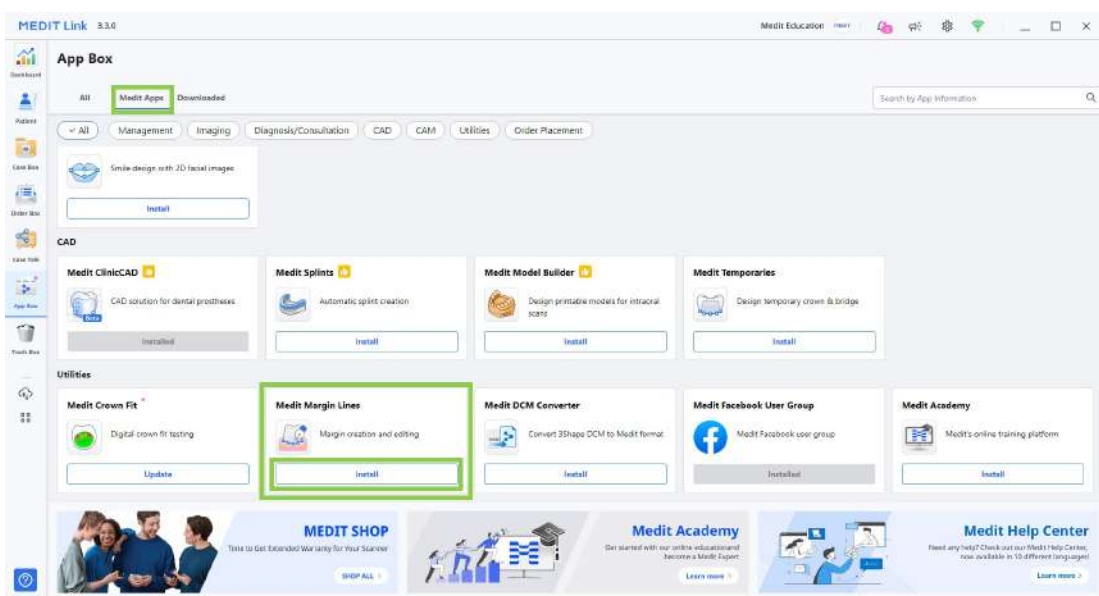 MEDIT Link 3.3.0
Medit Education
App Box
Dashboard
Patient
Case Box
Order Box
Case Talk
App Box
Trash Box
All Medit Apps Downloaded
Search by App Information
All Management Imaging Diagnosis/Consultation CAD CAM Utilities Order Placement
Smile design with 2D facial images
Install
CAD
Medit ClinicCAD
CAD solution for dental prostheses
Beta
Installed
Medit Splints
Automatic splint creation
Install
Medit Model Builder
Design printable models for intraoral
scans
Install
Medit Temporaries
Design temporary crown & bridge
Install
Utilities
Medit Crown Fit
Digital crown fit testing
Update
Medit Margin Lines
Margin creation and editing
Install
Medit DCM Converter
Convert 3Shape DCM to Medit format
Install
Medit Facebook User Group
Medit Facebook user group
Installed
Medit Academy
Medit's online training platform
Install
MEDIT SHOP
Time to Get Extended Warranty for Your Scanner
SHOP ALL >
Medit Academy
Get started with our online education and
become a Medit Expert
Learn more >
Medit Help Center
Need any help? Check out our Medit Help Center,
now available in 10 different languages!
Learn more >